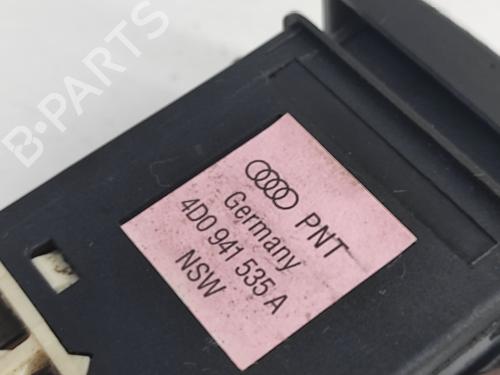 B-PARTS
PNT
Germany
4D0 941 535 A
NSW